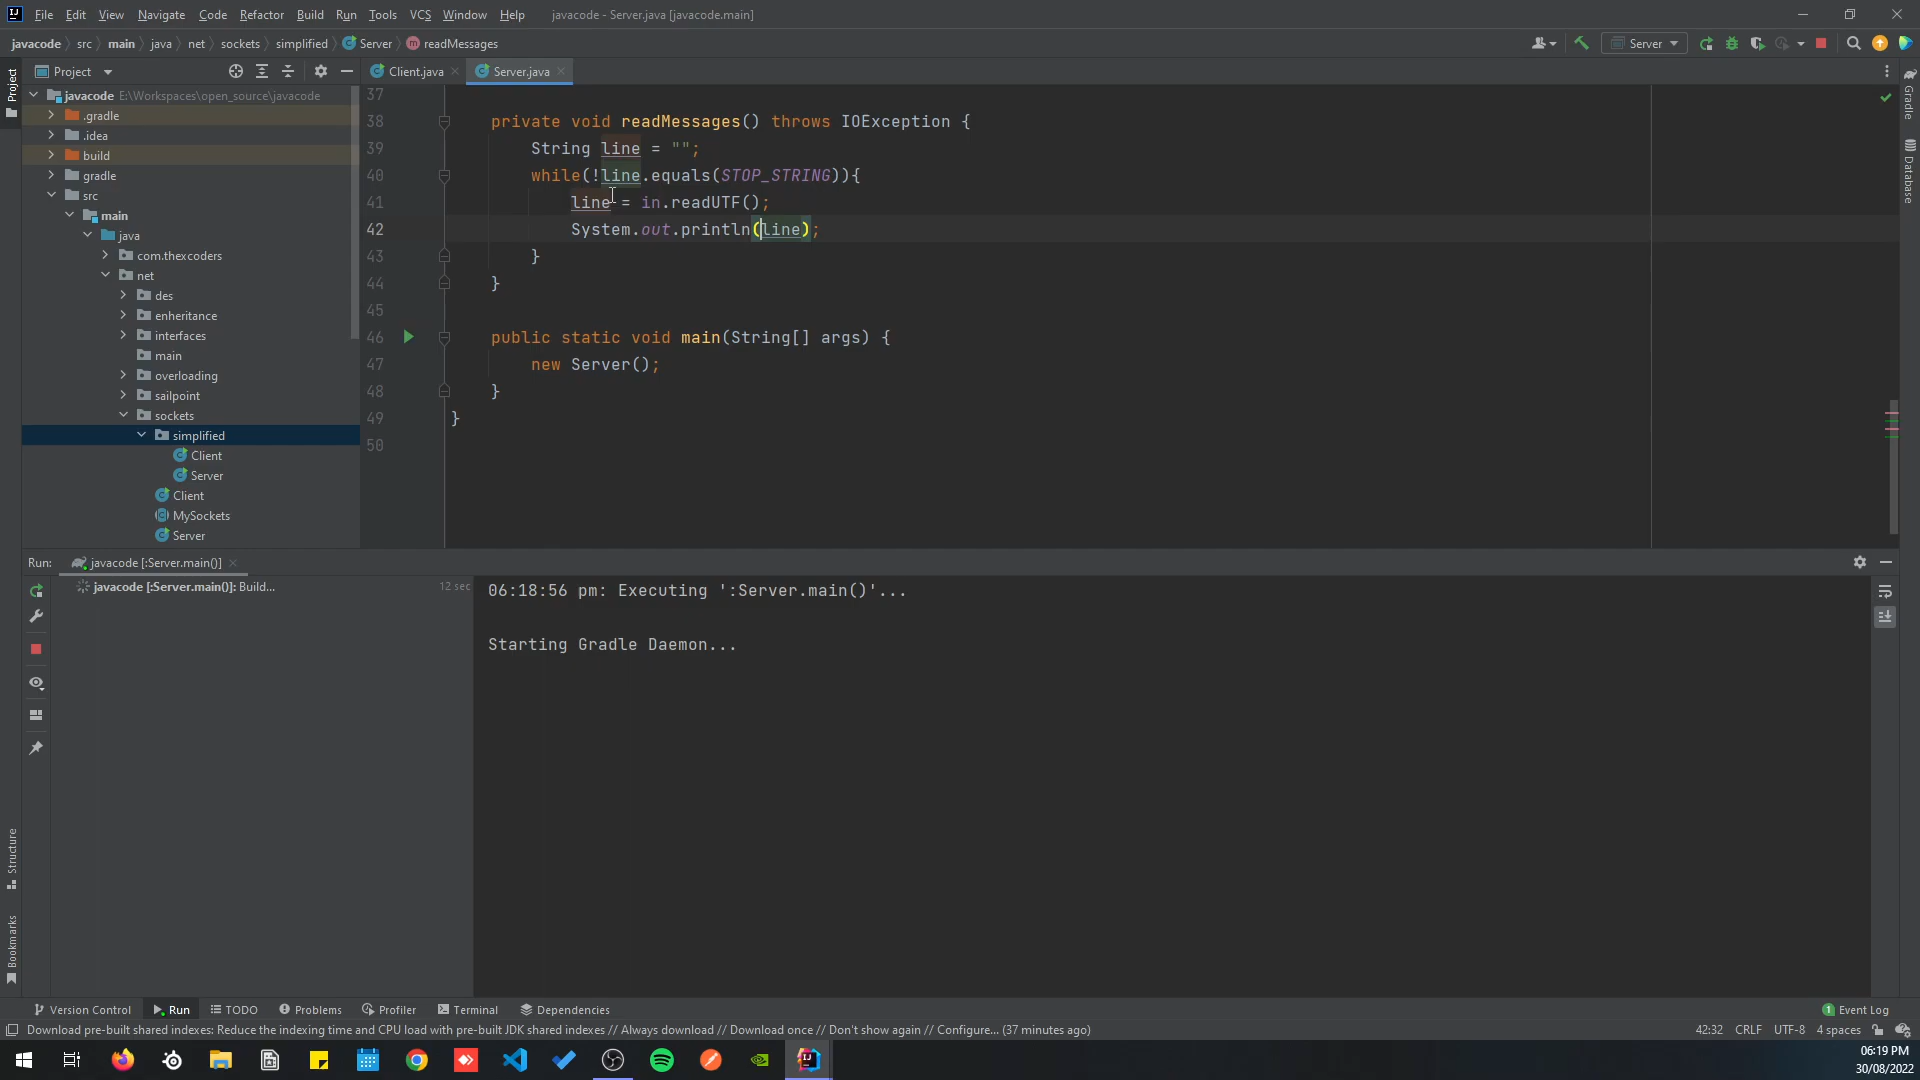 File Edit View Navigate Code Refactor Build Run Tools VCS Window Help javacode - Server.java [javacode.main]
javacode src main java net sockets simplified Server readMessages Server
Project Client.java Server.java
Project
Gradle
Database
Structure
Bookmarks
javacode E:\Workspaces\open_source\javacode
.gradle
.idea
build
gradle
src
main
java
com.thexcoders
net
des
enheritance
interfaces
main
overloading
sailpoint
sockets
simplified
Client
Server
Client
MySockets
Server
37
38 private void readMessages() throws IOException {
39 String line = "";
40 while(!line.equals(STOP_STRING)){
41 line = in.readUTF();
42 System.out.println(line);
43 }
44 }
45
46 public static void main(String[] args) {
47 new Server();
48 }
49 }
50
Run: javacode [:Server.main()]
javacode [:Server.main()]: Build... 12 sec
06:18:56 pm: Executing ':Server.main()'...
Starting Gradle Daemon...
Version Control Run TODO Problems Profiler Terminal Dependencies 1 Event Log
Download pre-built shared indexes: Reduce the indexing time and CPU load with pre-built JDK shared indexes // Always download // Download once // Don't show again // Configure... (37 minutes ago) 42:32 CRLF UTF-8 4 spaces
06:19 PM
30/08/2022